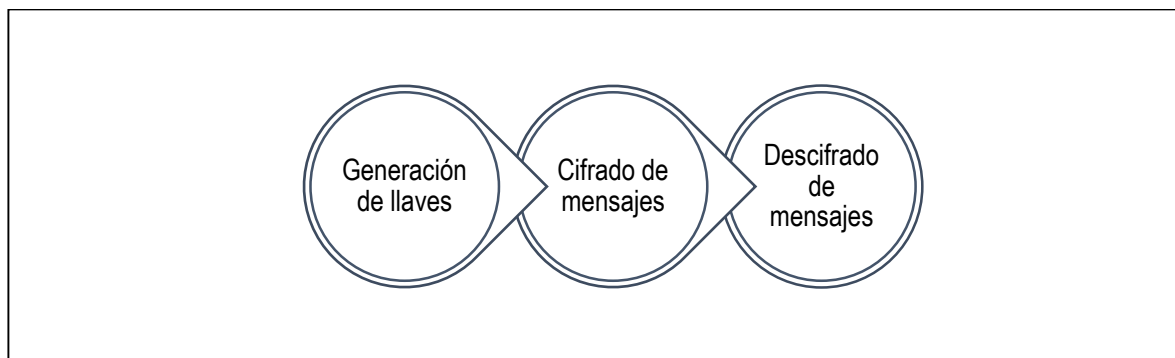 Generación
de llaves
Cifrado de
mensajes
Descifrado
de
mensajes